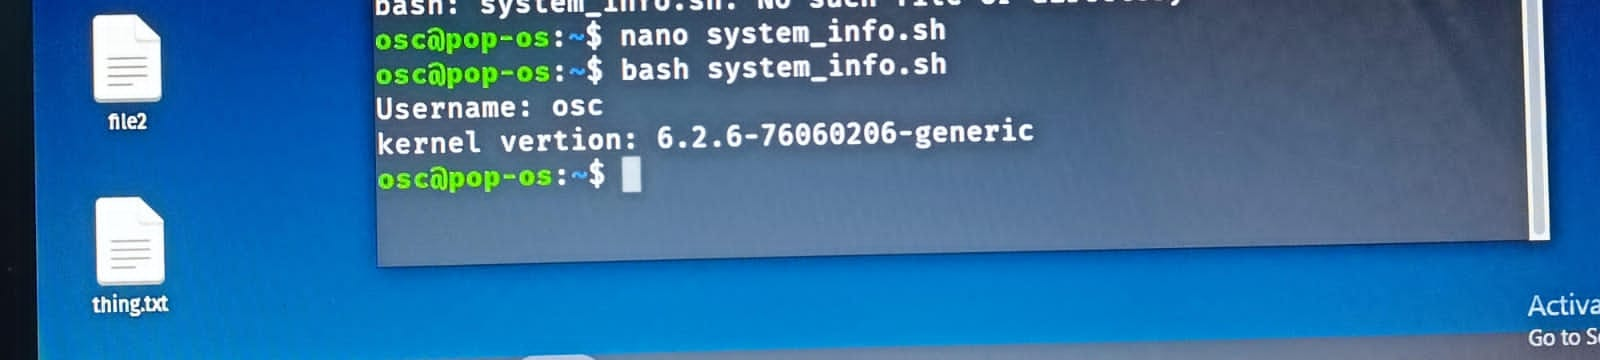 bash: system_info.sh: No such file or directory
osc@pop-os:~$ nano system_info.sh
osc@pop-os:~$ bash system_info.sh
Username: osc
kernel vertion: 6.2.6-76060206-generic
osc@pop-os:~$
file2
thing.txt
Activa
Go to S